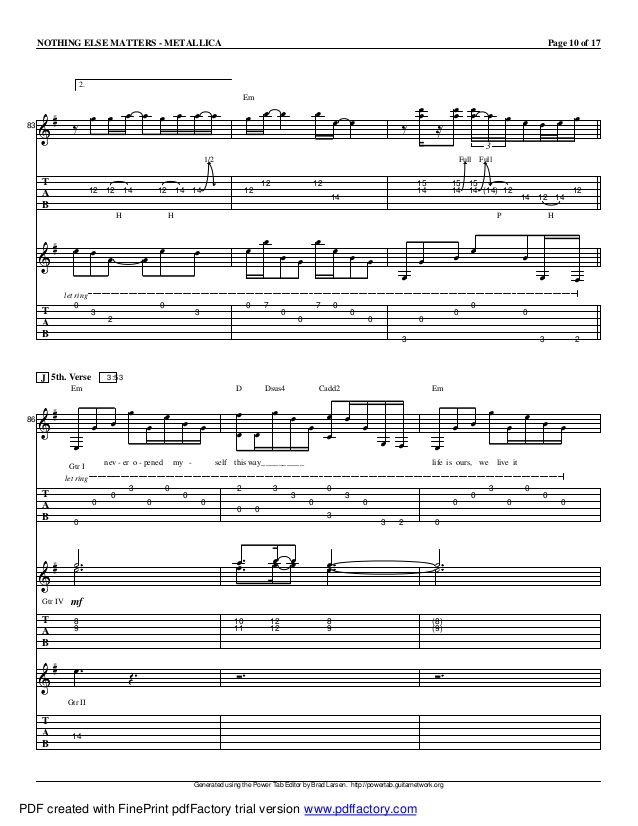 NOTHING ELSE MATTERS - METALLICA Page 10 of 17
2.
Em
83
3
1/2 Full Full
T A B 12 12 14 12 14 14 12 12 12 14 15 14 15 14 15 14 (14) 12 14 12 14 12
H H P H
let ring
T A B 0 3 2 0 3 0 7 0 0 7 0 0 3 0 0 0 0 3 2
J 5th. Verse 3:53
Em D Dsus4 Cadd2 Em
86
Gtr I nev - er o - pened my - self this way__________ life is ours, we live it
let ring
T A B 0 0 0 3 0 0 2 0 0 3 3 0 3 0 0 3 2 0 0 0 3 0 0
Gtr IV mf
T A B 8 9 10 11 12 12 8 9 (8) (9)
Gtr II
T A B 14
Generated using the Power Tab Editor by Brad Larsen. http://powertab.guitarnetwork.org
PDF created with FinePrint pdfFactory trial version www.pdffactory.com